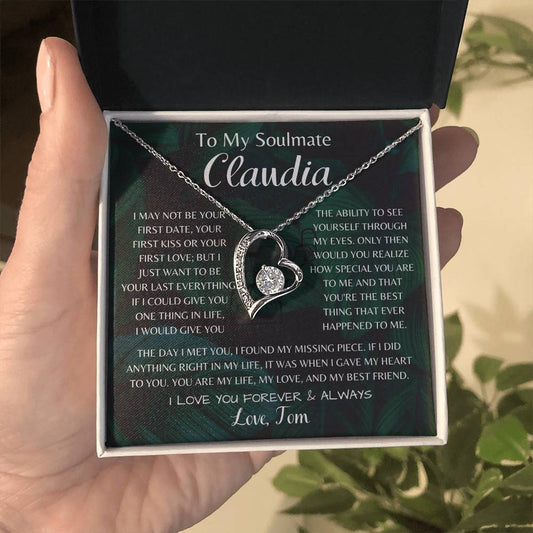 To My Soulmate
Claudia
I MAY NOT BE YOUR
FIRST DATE, YOUR
FIRST KISS OR YOUR
FIRST LOVE; BUT I
JUST WANT TO BE
YOUR LAST EVERYTHING
IF I COULD GIVE YOU
ONE THING IN LIFE,
I WOULD GIVE YOU
THE ABILITY TO SEE
YOURSELF THROUGH
MY EYES. ONLY THEN
WOULD YOU REALIZE
HOW SPECIAL YOU ARE
TO ME AND THAT
YOU'RE THE BEST
THING THAT EVER
HAPPENED TO ME.
THE DAY I MET YOU, I FOUND MY MISSING PIECE. IF I DID
ANYTHING RIGHT IN MY LIFE, IT WAS WHEN I GAVE MY HEART
TO YOU. YOU ARE MY LIFE, MY LOVE, AND MY BEST FRIEND.
I LOVE YOU FOREVER & ALWAYS
Love, Tom